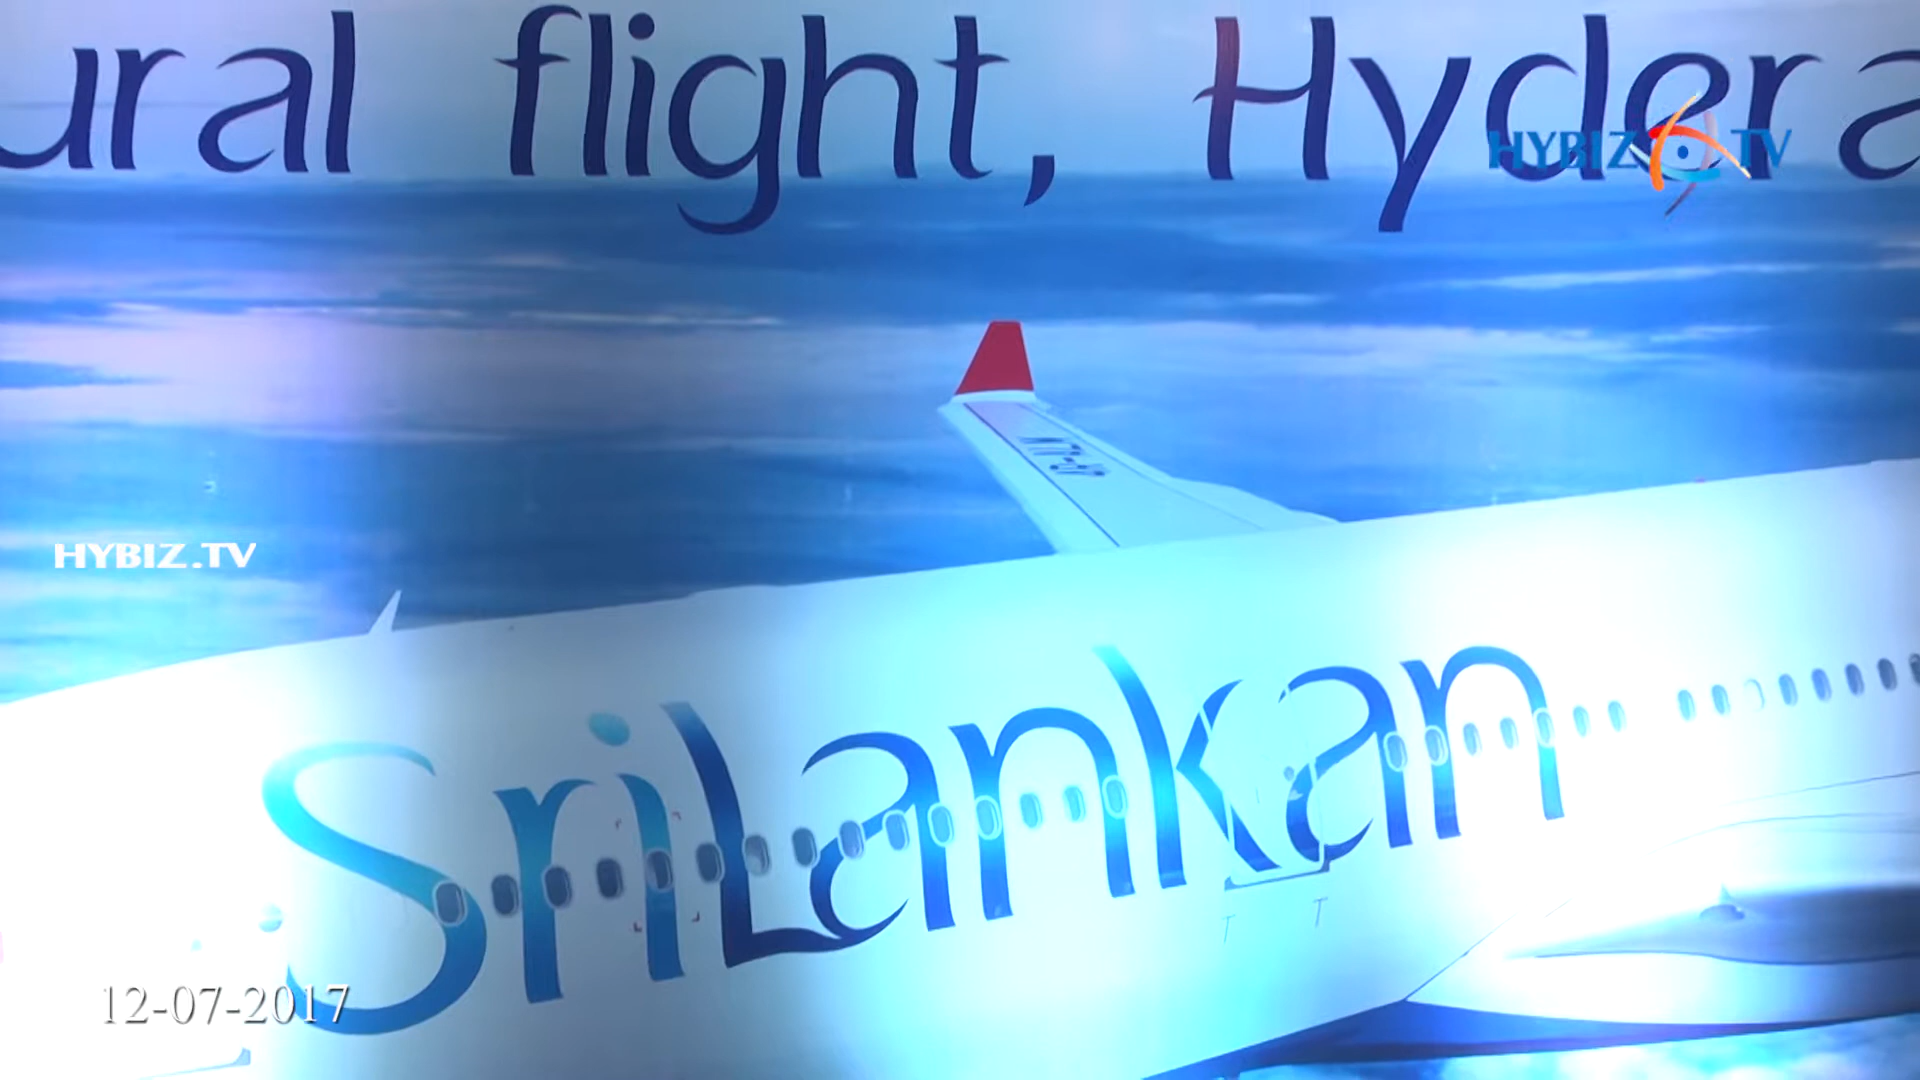 ural flight, Hydera
HYBIZ TV
HYBIZ.TV
SriLankan
12-07-2017